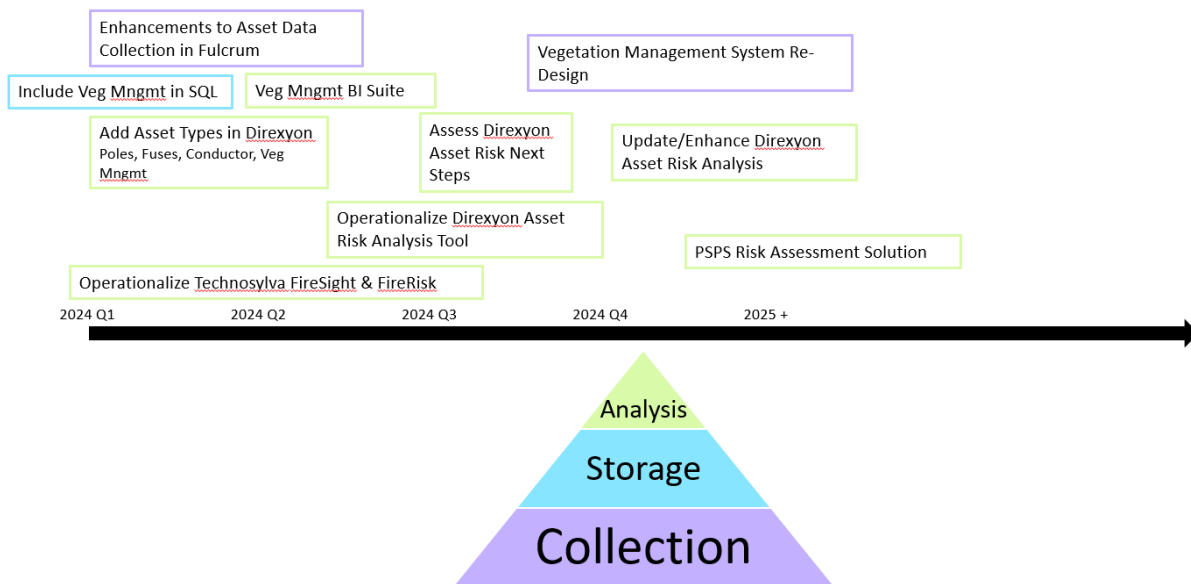 Enhancements to Asset Data
Collection in Fulcrum
Vegetation Management System Re-
Design
Include Veg Mngmt in SQL
Veg Mngmt BI Suite
Add Asset Types in Direxyon
Poles, Fuses, Conductor, Veg
Mngmt
Assess Direxyon
Asset Risk Next
Steps
Update/Enhance Direxyon
Asset Risk Analysis
Operationalize Direxyon Asset
Risk Analysis Tool
PSPS Risk Assessment Solution
Operationalize Technosylva FireSight & FireRisk
2024 Q1
2024 Q2
2024 Q3
2024 Q4
2025 +
Analysis
Storage
Collection